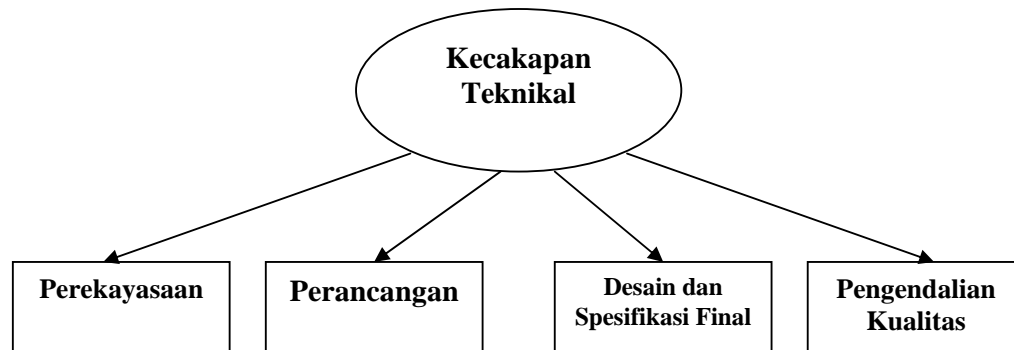 Kecakapan
Teknikal
Perekayasaan
Perancangan
Desain dan
Spesifikasi Final
Pengendalian
Kualitas